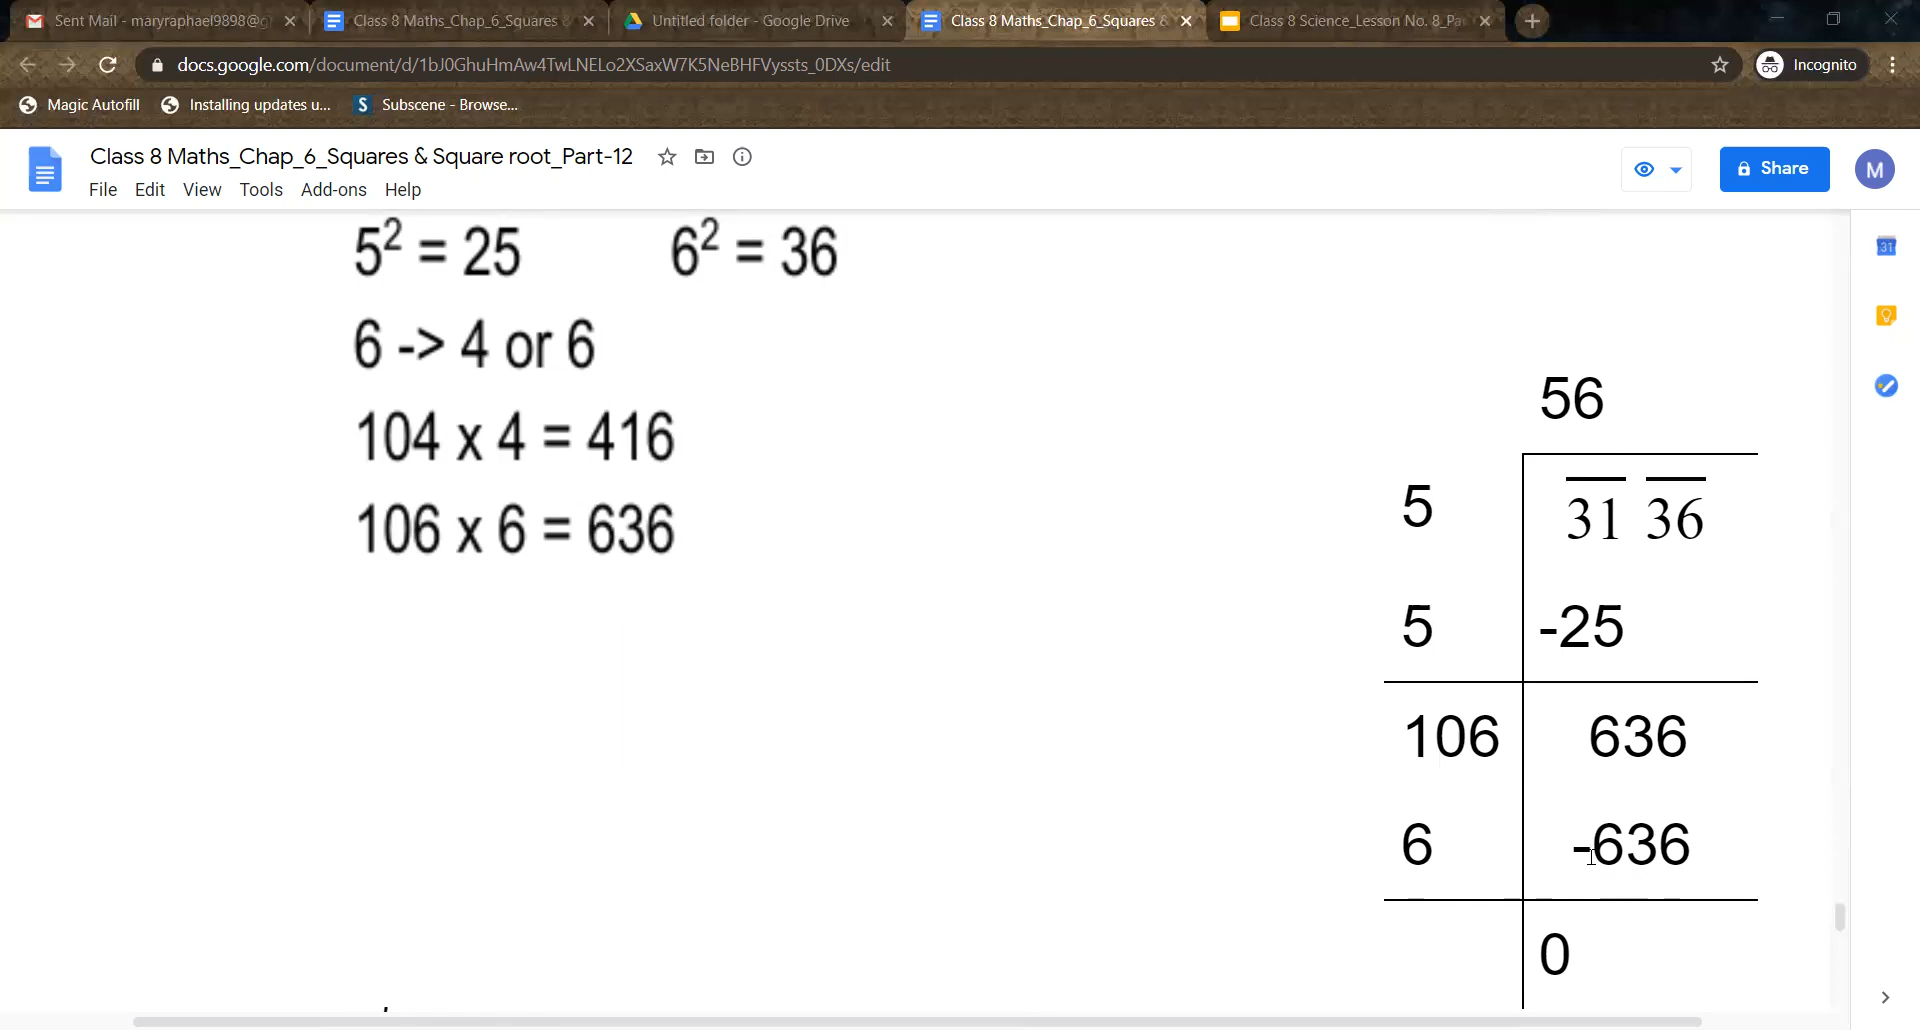 Sent Mail - maryraphael9898@g
Class 8 Maths_Chap_6_Squares &
Untitled folder - Google Drive
Class 8 Maths_Chap_6_Squares &
Class 8 Science_Lesson No. 8_Pa
docs.google.com/document/d/1bJ0GhuHmAw4TwLNELo2XSaxW7K5NeBHFVyssts_0DXs/edit
Incognito
Magic Autofill
Installing updates u...
S Subscene - Browse...
Class 8 Maths_Chap_6_Squares & Square root_Part-12
File Edit View Tools Add-ons Help
Share
M
31
5² = 25 6² = 36
6 -> 4 or 6
104 x 4 = 416
106 x 6 = 636
56
5 31 36
5 -25
106 636
6 -636
0